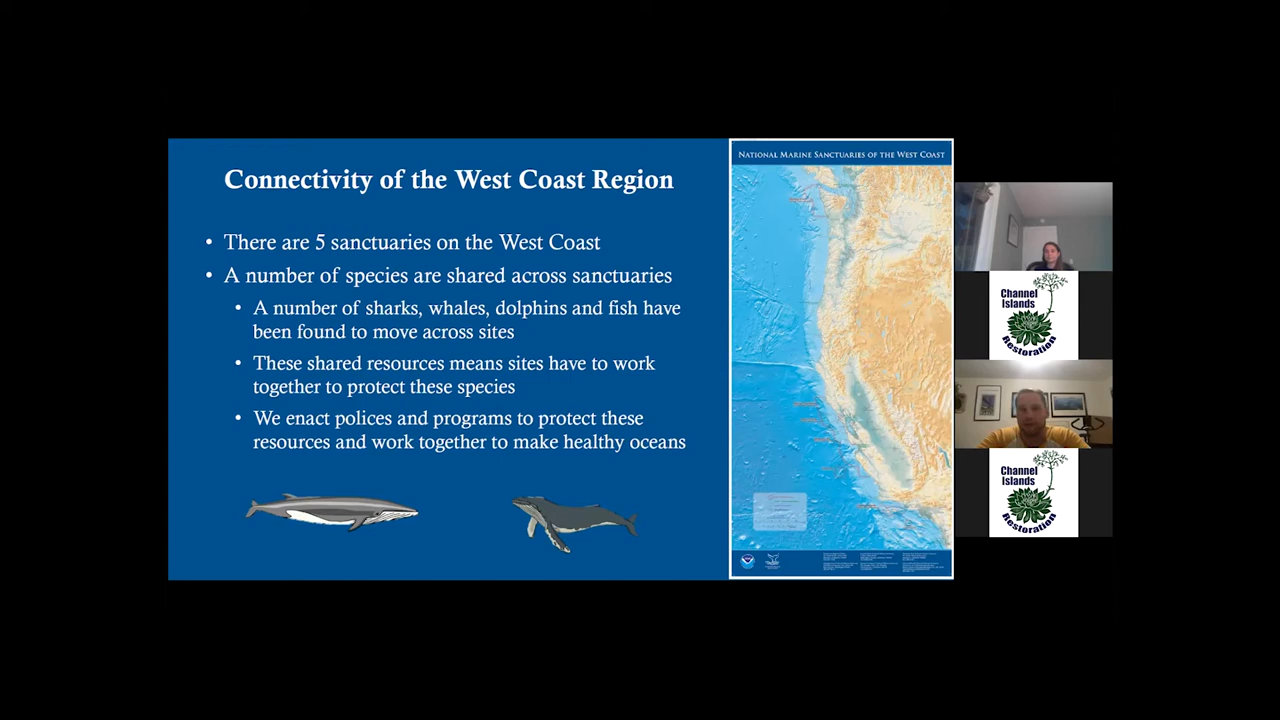 Connectivity of the West Coast Region
• There are 5 sanctuaries on the West Coast
• A number of species are shared across sanctuaries
• A number of sharks, whales, dolphins and fish have
been found to move across sites
• These shared resources means sites have to work
together to protect these species
• We enact polices and programs to protect these
resources and work together to make healthy oceans
NATIONAL MARINE SANCTUARIES OF THE WEST COAST
Channel
Islands
Restoration
Channel
Islands
Restoration